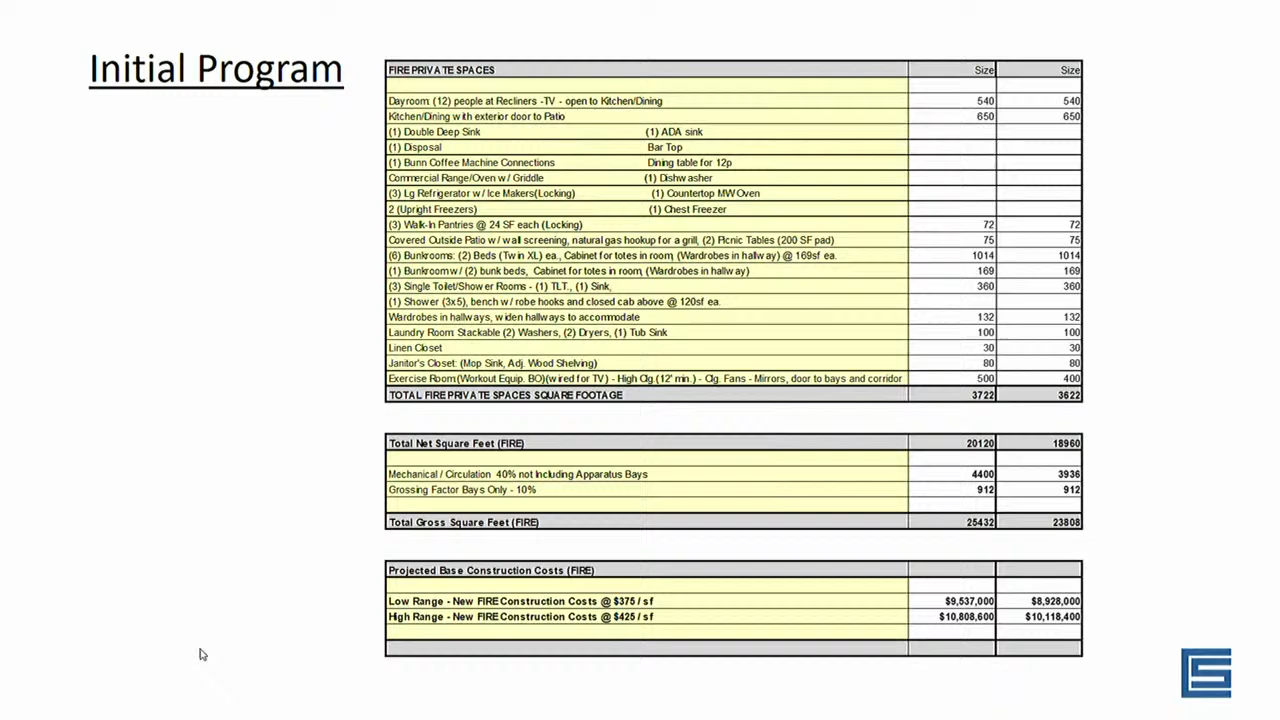 Initial Program
FIRE PRIVATE SPACES Size Size
Dayroom: (12) people at Recliners -TV - open to Kitchen/Dining 540 540
Kitchen/Dining with exterior door to Patio 650 650
(1) Double Deep Sink (1) ADA sink
(1) Disposal Bar Top
(1) Bunn Coffee Machine Connections Dining table for 12p
Commercial Range/Oven w/ Griddle (1) Dishwasher
(3) Lg Refrigerator w/ Ice Makers(Locking) (1) Countertop MW Oven
2 (Upright Freezers) (1) Chest Freezer
(3) Walk-In Pantries @ 24 SF each (Locking) 72 72
Covered Outside Patio w/ wall screening, natural gas hookup for a grill, (2) Picnic Tables (200 SF pad) 75 75
(6) Bunkrooms: (2) Beds (Twin XL) ea., Cabinet for totes in room, (Wardrobes in hallway) @ 169sf ea. 1014 1014
(1) Bunkroom w/ (2) bunk beds, Cabinet for totes in room, (Wardrobes in hallway) 169 169
(3) Single Toilet/Shower Rooms - (1) TLT., (1) Sink, 360 360
(1) Shower (3x5), bench w/ robe hooks and closed cab above @ 120sf ea.
Wardrobes in hallways, widen hallways to accommodate 132 132
Laundry Room: Stackable (2) Washers, (2) Dryers, (1) Tub Sink 100 100
Linen Closet 30 30
Janitor's Closet: (Mop Sink, Adj. Wood Shelving) 80 80
Exercise Room:(Workout Equip. BO)(wired for TV) - High Clg.(12' min.) - Clg. Fans - Mirrors, door to bays and corridor 500 400
TOTAL FIRE PRIVATE SPACES SQUARE FOOTAGE 3722 3622
Total Net Square Feet (FIRE) 20120 18960
Mechanical / Circulation 40% not Including Apparatus Bays 4400 3936
Grossing Factor Bays Only - 10% 912 912
Total Gross Square Feet (FIRE) 25432 23808
Projected Base Construction Costs (FIRE)
Low Range - New FIRE Construction Costs @ $375 / sf $9,537,000 $8,928,000
High Range - New FIRE Construction Costs @ $425 / sf $10,808,600 $10,118,400